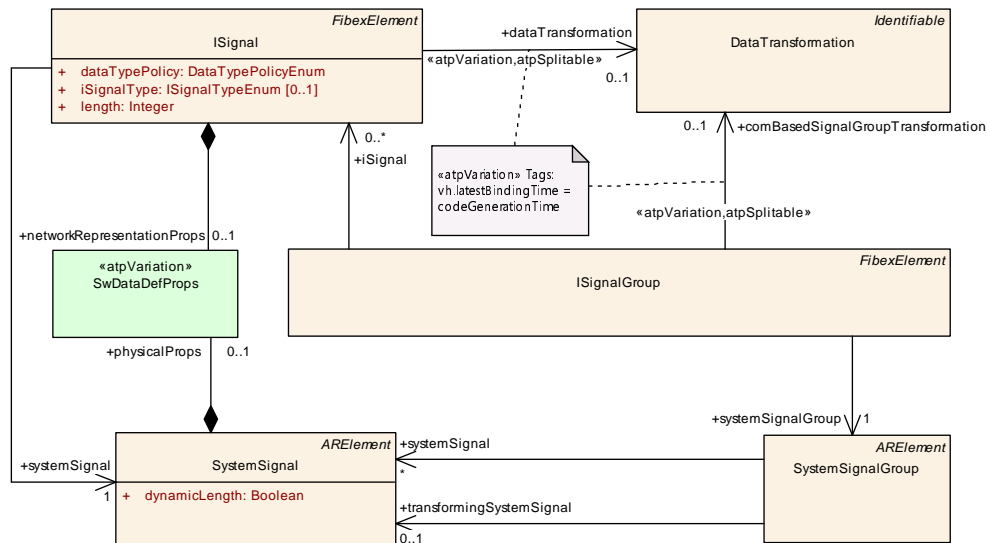 FibexElement
ISignal
+ dataTypePolicy: DataTypePolicyEnum
+ iSignalType: ISignalTypeEnum [0..1]
+ length: Integer
+dataTransformation
«atpVariation,atpSplitable»
0..1
Identifiable
DataTransformation
0..*
+iSignal
0..1
+comBasedSignalGroupTransformation
«atpVariation» Tags:
vh.latestBindingTime =
codeGenerationTime
«atpVariation,atpSplitable»
+networkRepresentationProps
0..1
«atpVariation»
SwDataDefProps
FibexElement
ISignalGroup
+physicalProps
0..1
+systemSignalGroup
1
+systemSignal
1
ARElement
SystemSignal
+ dynamicLength: Boolean
+systemSignal
*
+transformingSystemSignal
0..1
ARElement
SystemSignalGroup